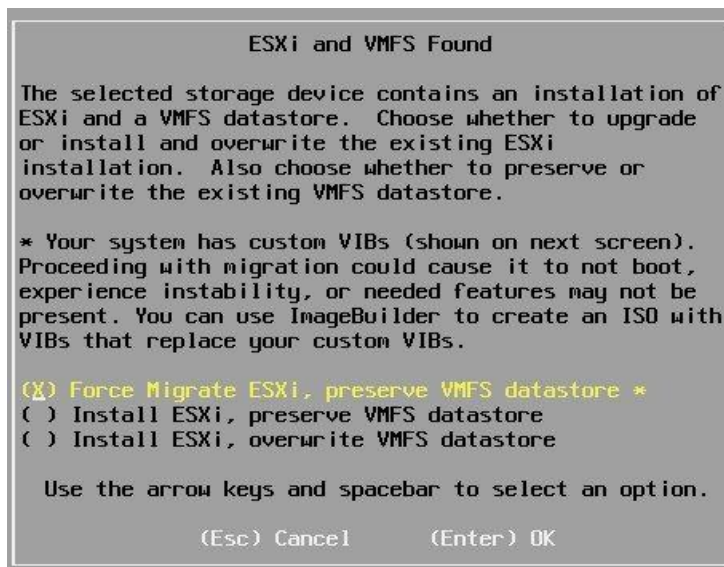 ESXi and VMFS Found
The selected storage device contains an installation of
ESXi and a VMFS datastore. Choose whether to upgrade
or install and overwrite the existing ESXi
installation. Also choose whether to preserve or
overwrite the existing VMFS datastore.
* Your system has custom VIBs (shown on next screen).
Proceeding with migration could cause it to not boot,
experience instability, or needed features may not be
present. You can use ImageBuilder to create an ISO with
VIBs that replace your custom VIBs.
(X) Force Migrate ESXi, preserve VMFS datastore *
( ) Install ESXi, preserve VMFS datastore
( ) Install ESXi, overwrite VMFS datastore
Use the arrow keys and spacebar to select an option.
(Esc) Cancel (Enter) OK